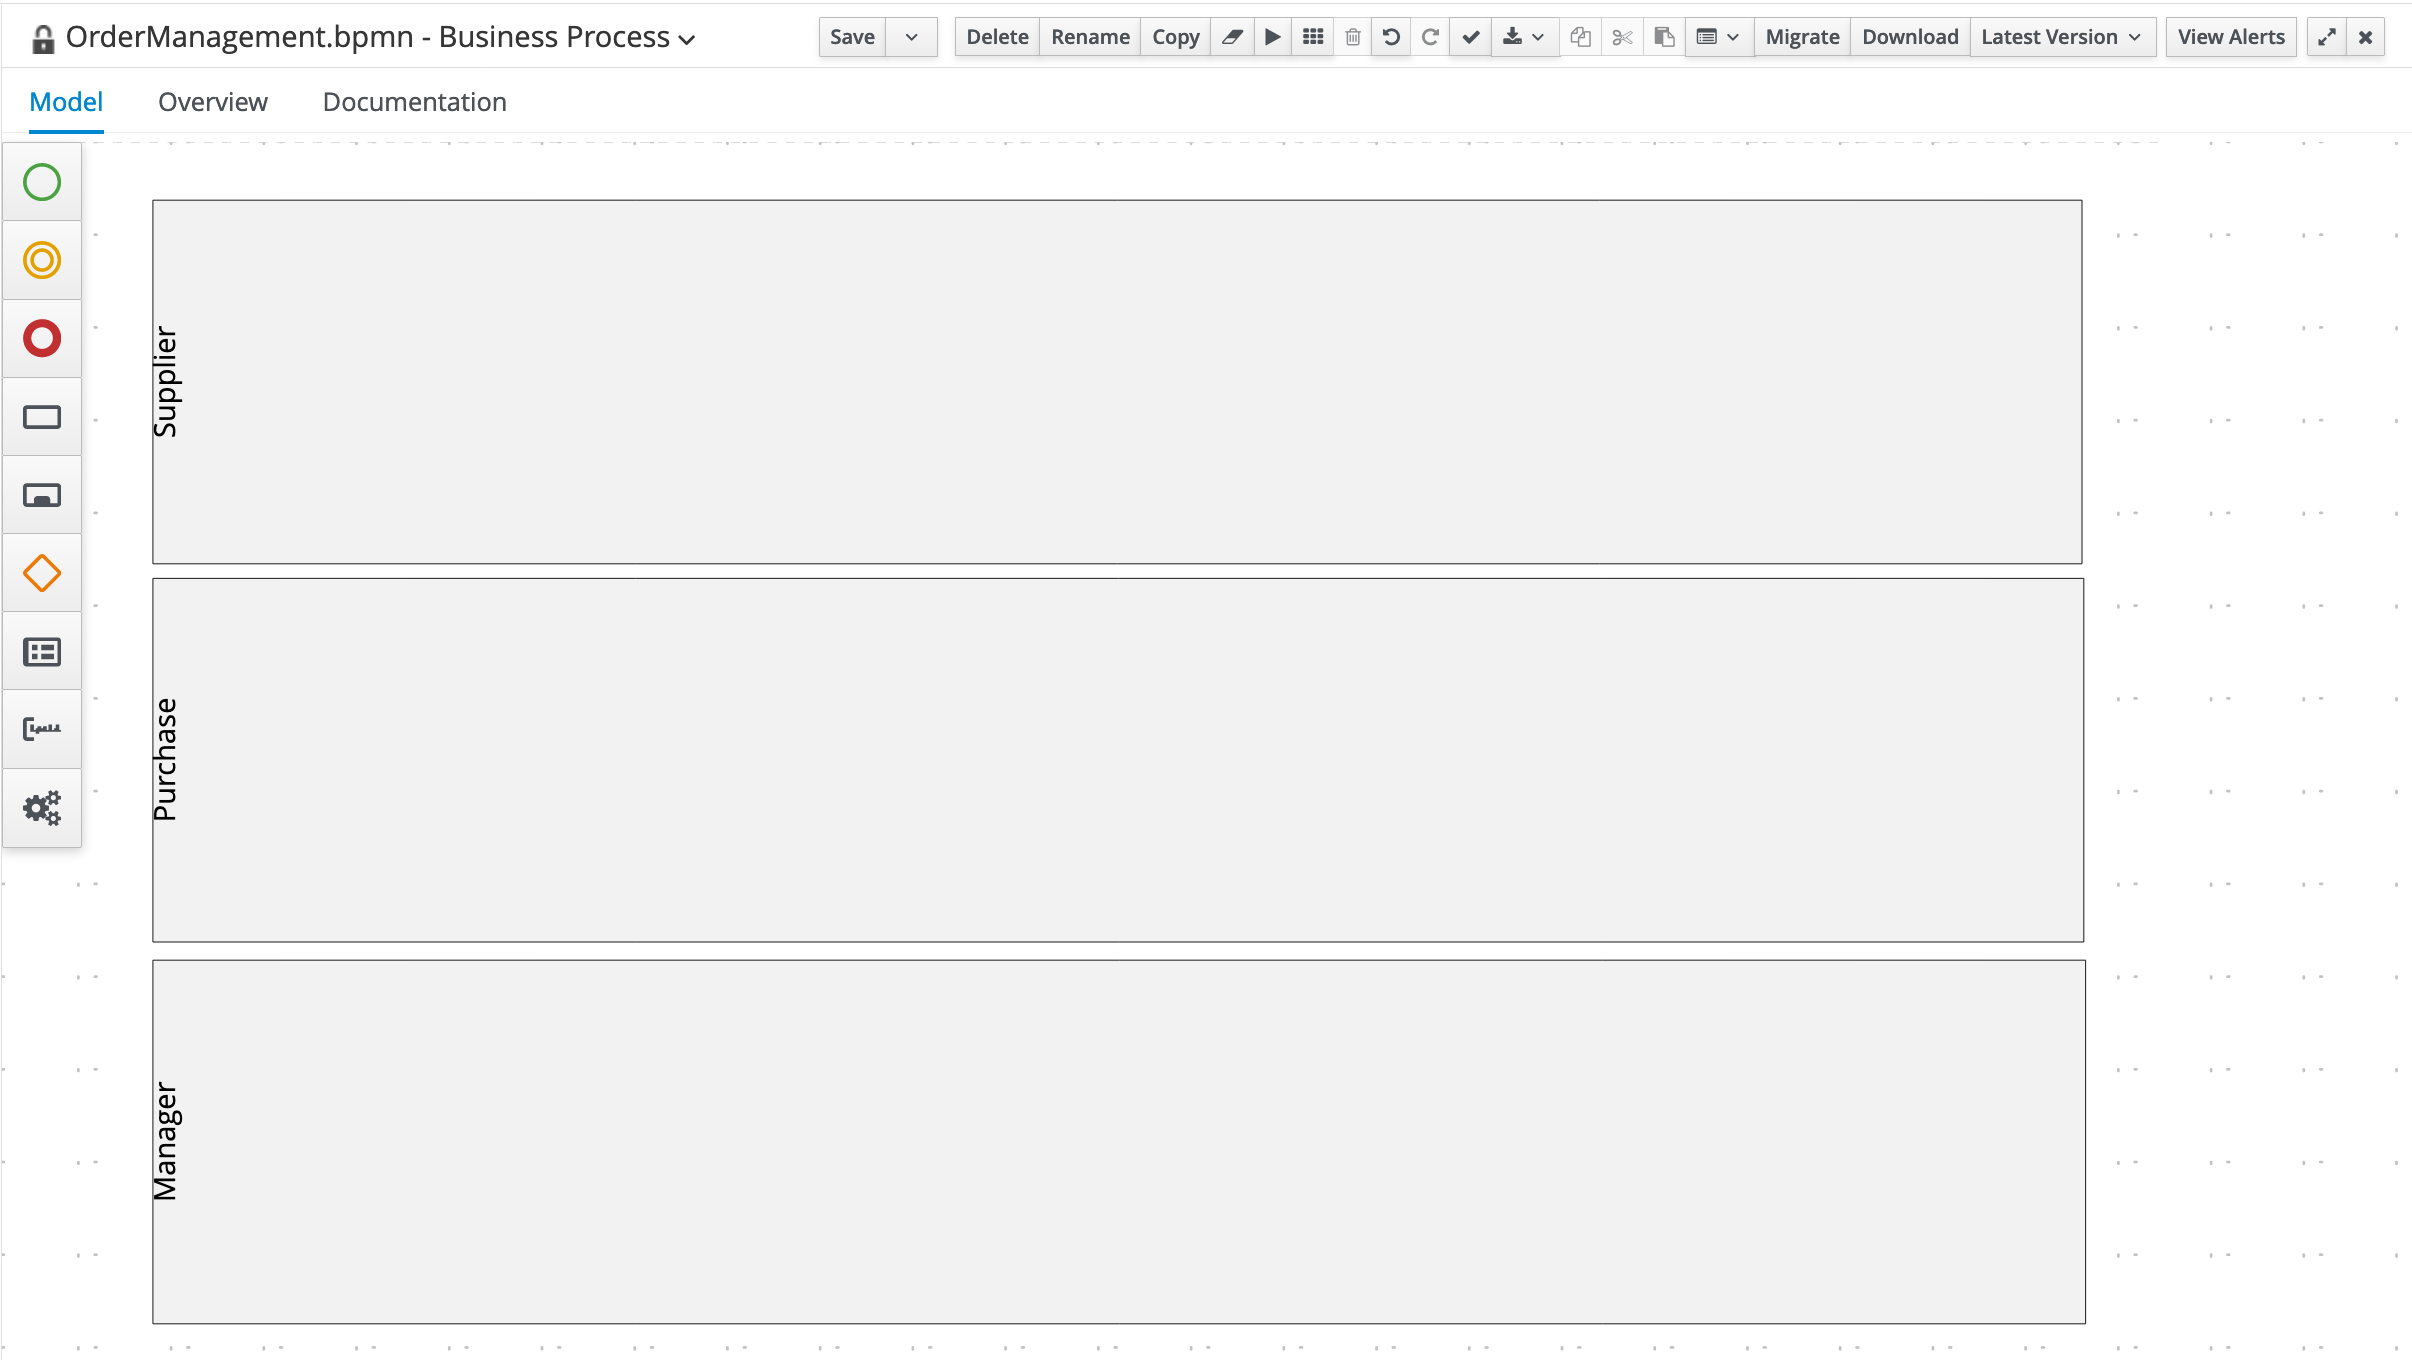 OrderManagement.bpmn - Business Process
Save
Delete Rename Copy
Migrate Download Latest Version
View Alerts
Model Overview Documentation
Supplier
Purchase
Manager